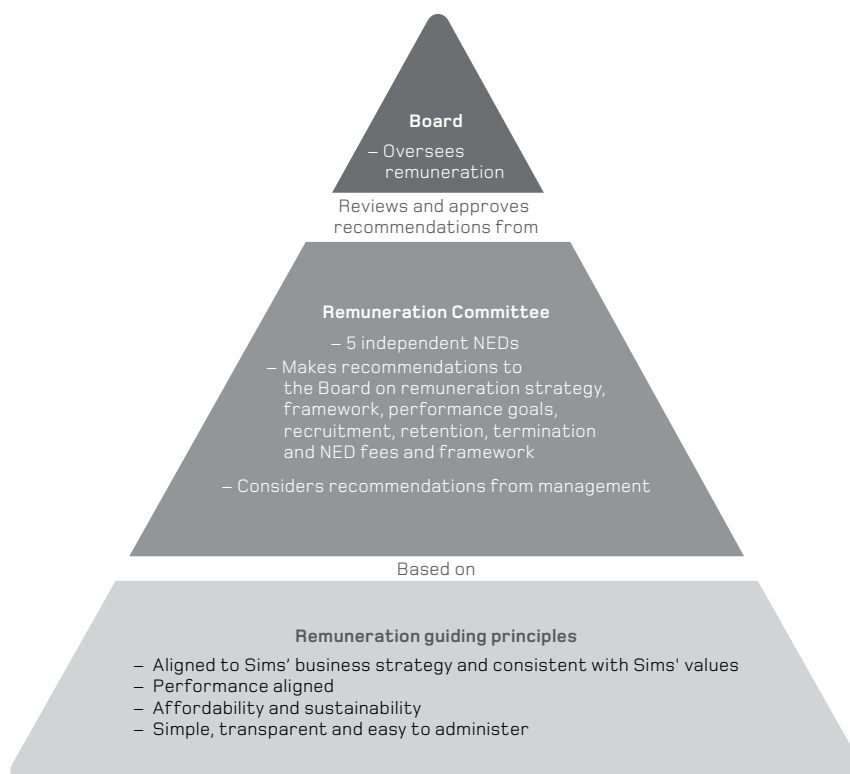 Board
– Oversees
remuneration
Reviews and approves
recommendations from
Remuneration Committee
– 5 independent NEDs
– Makes recommendations to
the Board on remuneration strategy,
framework, performance goals,
recruitment, retention, termination
and NED fees and framework
– Considers recommendations from management
Based on
Remuneration guiding principles
– Aligned to Sims’ business strategy and consistent with Sims' values
– Performance aligned
– Affordability and sustainability
– Simple, transparent and easy to administer